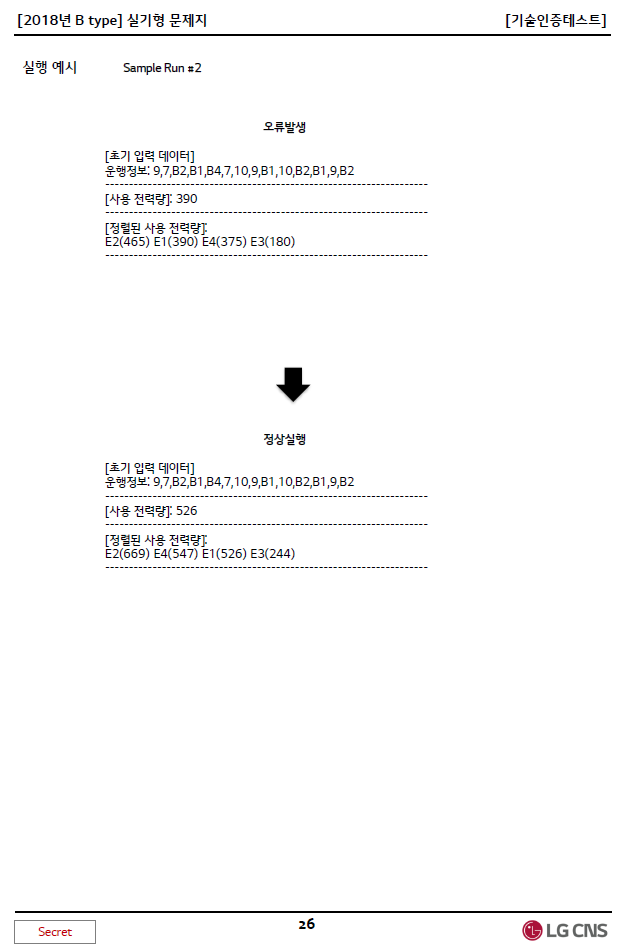 [2018년 B type] 실기형 문제지 [기술인증테스트]
실행 예시 Sample Run #2
오류발생
[초기 입력 데이터]
운행정보: 9,7,B2,B1,B4,7,10,9,B1,10,B2,B1,9,B2
--------------------------------------------------------------------
[사용 전력량]: 390
--------------------------------------------------------------------
[정렬된 사용 전력량]:
E2(465) E1(390) E4(375) E3(180)
--------------------------------------------------------------------
정상실행
[초기 입력 데이터]
운행정보: 9,7,B2,B1,B4,7,10,9,B1,10,B2,B1,9,B2
--------------------------------------------------------------------
[사용 전력량]: 526
--------------------------------------------------------------------
[정렬된 사용 전력량]:
E2(669) E4(547) E1(526) E3(244)
--------------------------------------------------------------------
Secret 26 LG CNS